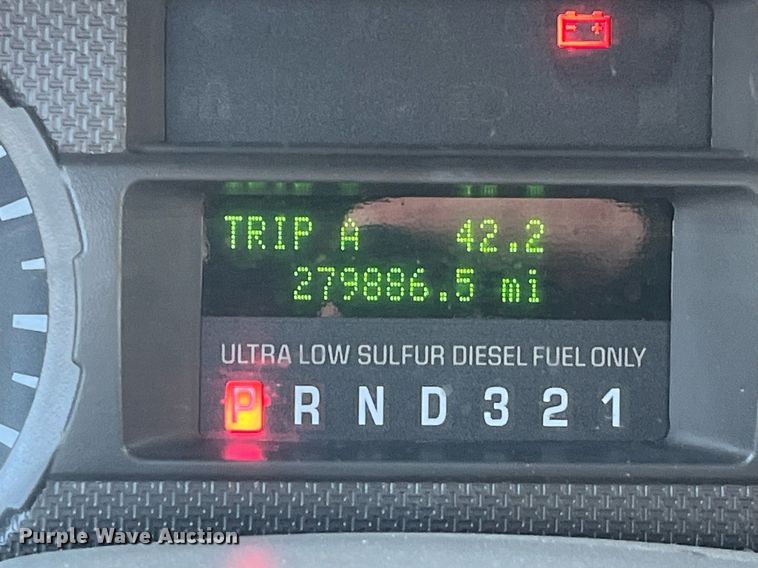 TRIP A 42.2
279886.5 mi
ULTRA LOW SULFUR DIESEL FUEL ONLY
P R N D 3 2 1
Purple Wave Auction